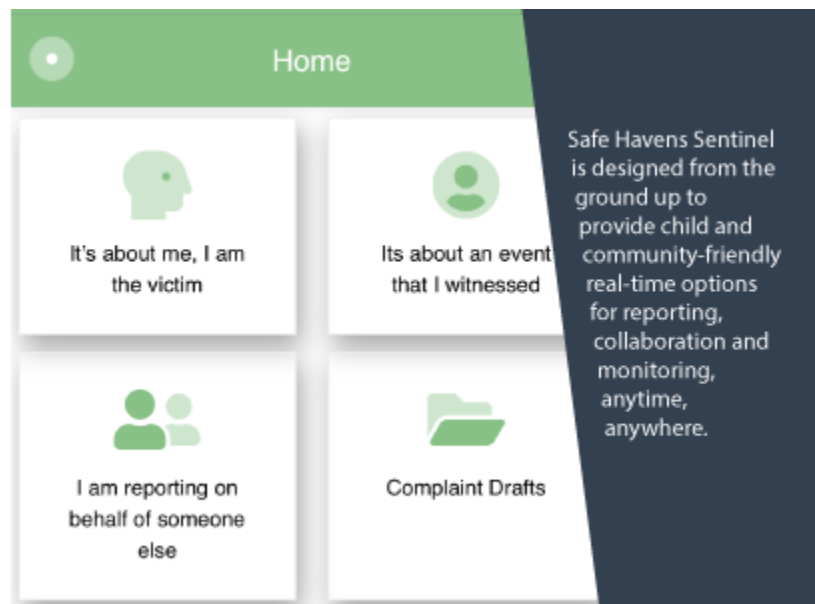 Home
It's about me, I am
the victim
Its about an event
that I witnessed
I am reporting on
behalf of someone
else
Complaint Drafts
Safe Havens Sentinel
is designed from the
ground up to
provide child and
community-friendly
real-time options
for reporting,
collaboration and
monitoring,
anytime,
anywhere.